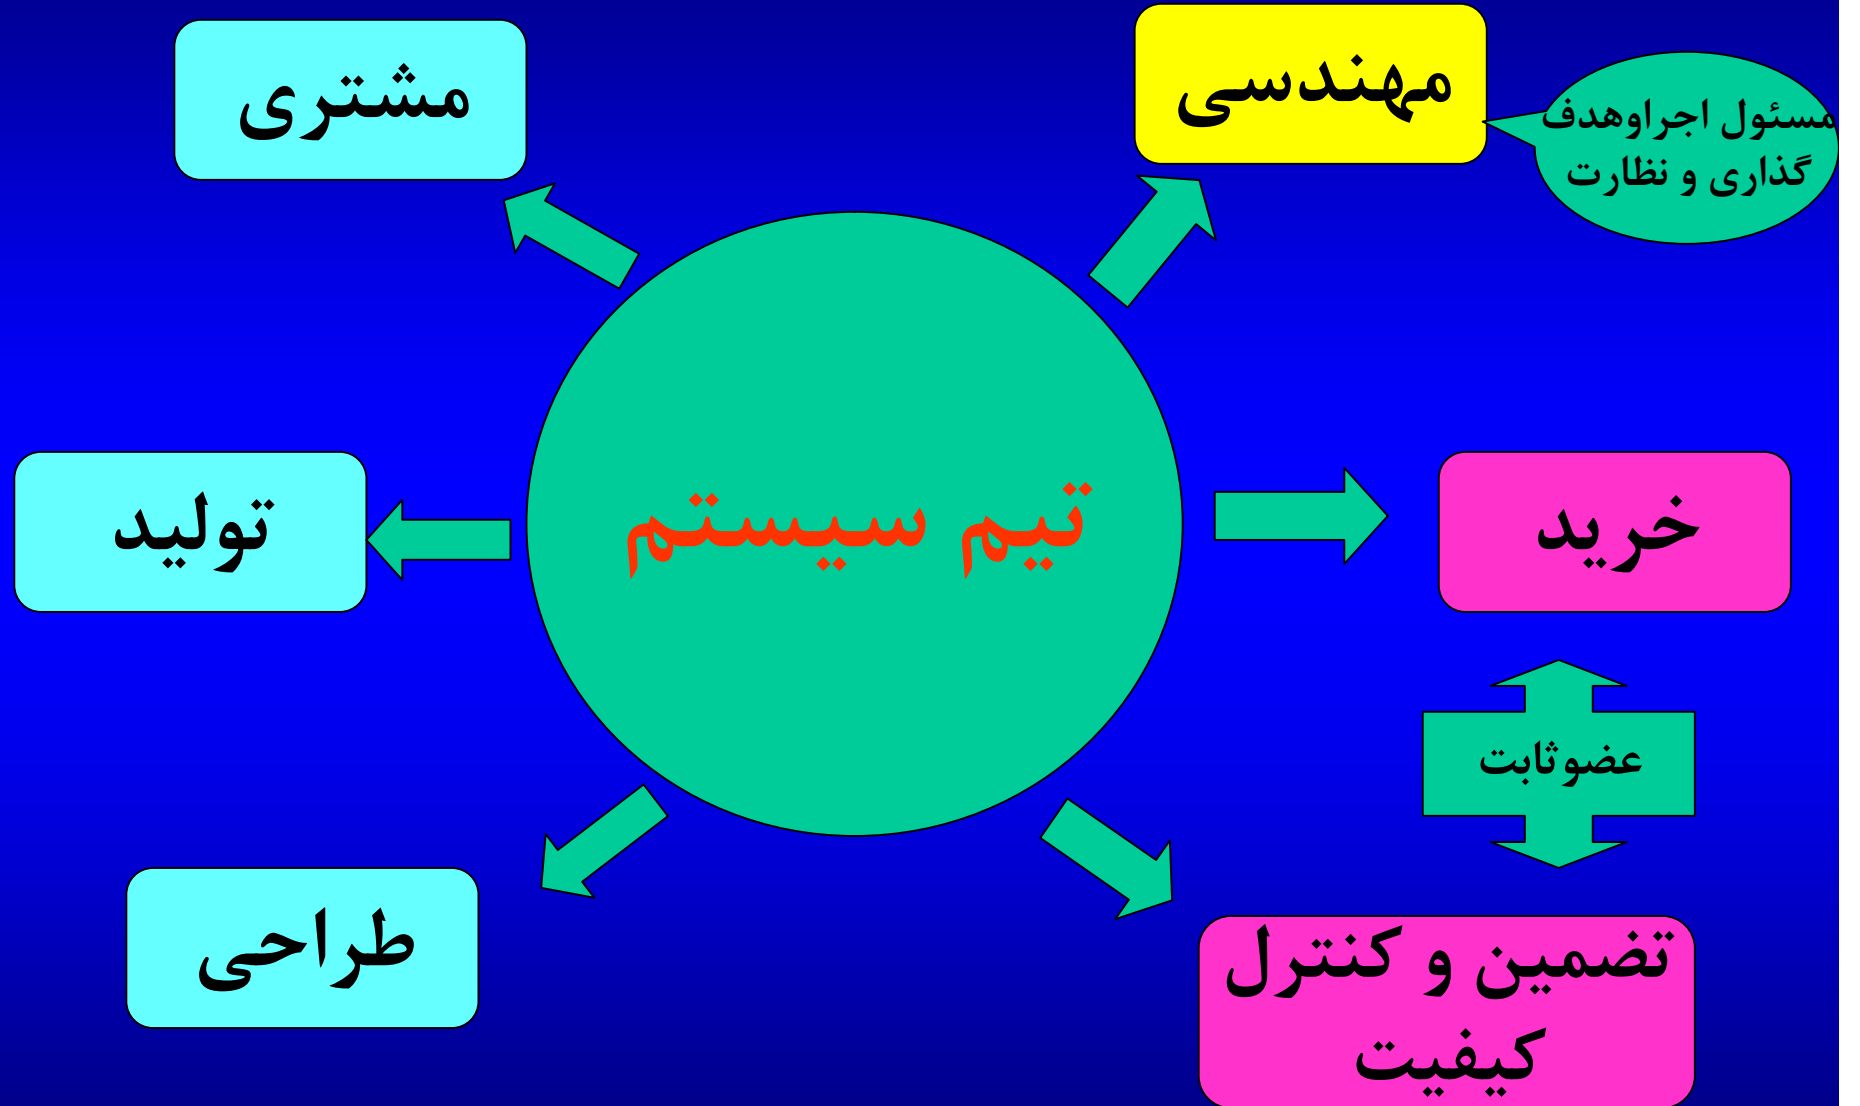 مهندسی
مشتری
مسئول اجراوهدف
گذاری و نظارت
تیم سیستم
خرید
تولید
عضوثابت
طراحی
تضمین و کنترل
کیفیت